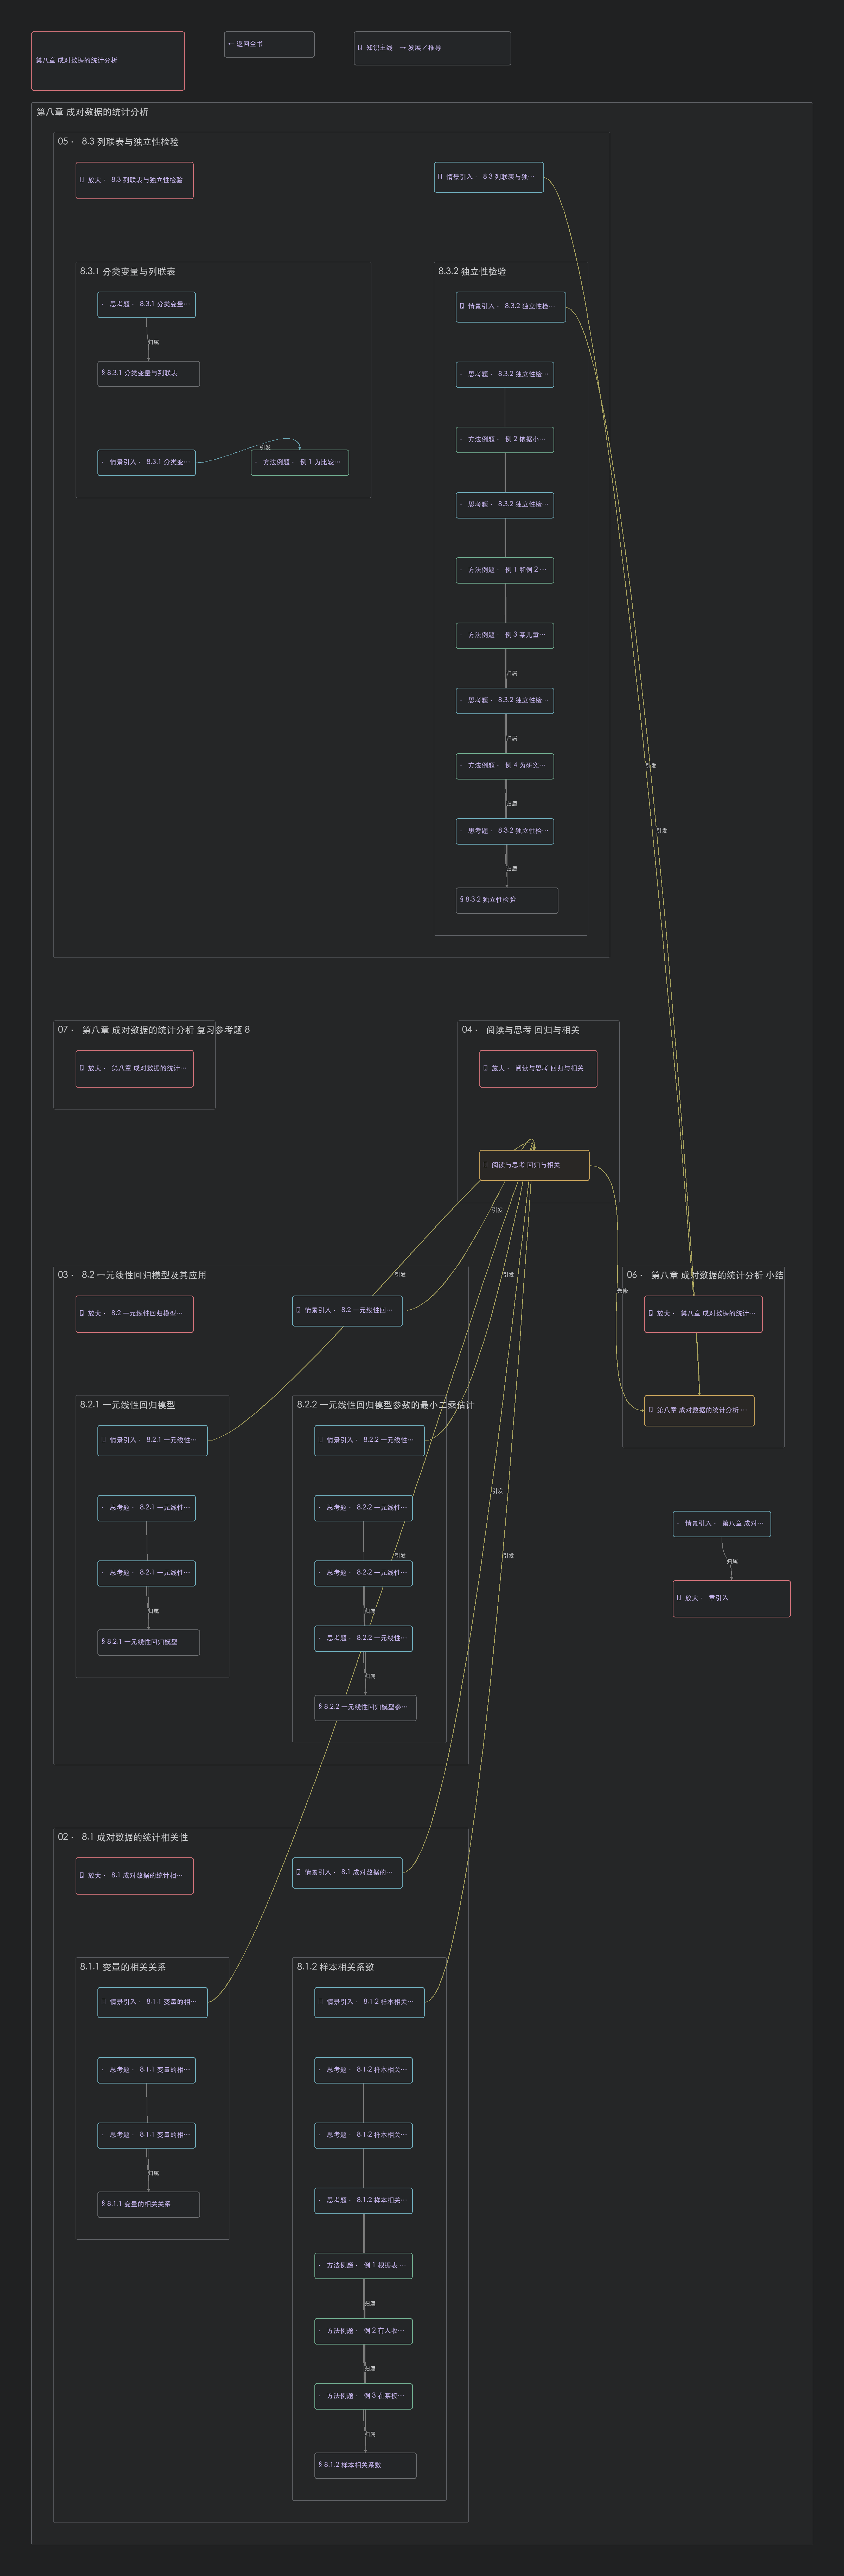 第八章 成对数据的统计分析
← 返回全书
知识主线 → 发展／推导
第八章 成对数据的统计分析
05 · 8.3 列联表与独立性检验
放大 · 8.3 列联表与独立性检验
情景引入 · 8.3 列联表与独…
8.3.1 分类变量与列联表
8.3.2 独立性检验
· 思考题 · 8.3.1 分类变量…
情景引入 · 8.3.2 独立性检…
归属
§ 8.3.1 分类变量与列联表
· 思考题 · 8.3.2 独立性检…
· 方法例题 · 例 2 依据小…
引发
· 情景引入 · 8.3.1 分类变…
· 方法例题 · 例 1 为比较…
· 思考题 · 8.3.2 独立性检…
· 方法例题 · 例 1 和例 2 …
· 方法例题 · 例 3 某儿童…
归属
· 思考题 · 8.3.2 独立性检…
归属
· 方法例题 · 例 4 为研究…
引发
归属
· 思考题 · 8.3.2 独立性检…
引发
归属
§ 8.3.2 独立性检验
07 · 第八章 成对数据的统计分析 复习参考题 8
04 · 阅读与思考 回归与相关
放大 · 第八章 成对数据的统计…
放大 · 阅读与思考 回归与相关
阅读与思考 回归与相关
引发
03 · 8.2 一元线性回归模型及其应用
引发
引发
06 · 第八章 成对数据的统计分析 小结
先修
放大 · 8.2 一元线性回归模型…
情景引入 · 8.2 一元线性回…
放大 · 第八章 成对数据的统计…
8.2.1 一元线性回归模型
8.2.2 一元线性回归模型参数的最小二乘估计
第八章 成对数据的统计分析 …
情景引入 · 8.2.1 一元线性…
情景引入 · 8.2.2 一元线性…
引发
· 思考题 · 8.2.1 一元线性…
· 思考题 · 8.2.2 一元线性…
· 情景引入 · 第八章 成对…
引发
引发
归属
· 思考题 · 8.2.1 一元线性…
· 思考题 · 8.2.2 一元线性…
放大 · 章引入
归属
归属
§ 8.2.1 一元线性回归模型
· 思考题 · 8.2.2 一元线性…
归属
§ 8.2.2 一元线性回归模型参…
02 · 8.1 成对数据的统计相关性
放大 · 8.1 成对数据的统计相…
情景引入 · 8.1 成对数据的…
8.1.1 变量的相关关系
8.1.2 样本相关系数
情景引入 · 8.1.1 变量的相…
情景引入 · 8.1.2 样本相关…
· 思考题 · 8.1.1 变量的相…
· 思考题 · 8.1.2 样本相关…
· 思考题 · 8.1.1 变量的相…
· 思考题 · 8.1.2 样本相关…
归属
§ 8.1.1 变量的相关关系
· 思考题 · 8.1.2 样本相关…
· 方法例题 · 例 1 根据表 …
归属
· 方法例题 · 例 2 有人收…
归属
· 方法例题 · 例 3 在某校…
归属
§ 8.1.2 样本相关系数